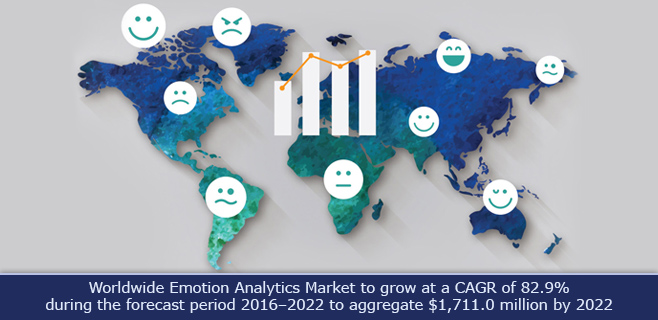 Worldwide Emotion Analytics Market to grow at a CAGR of 82.9%
during the forecast period 2016–2022 to aggregate $1,711.0 million by 2022